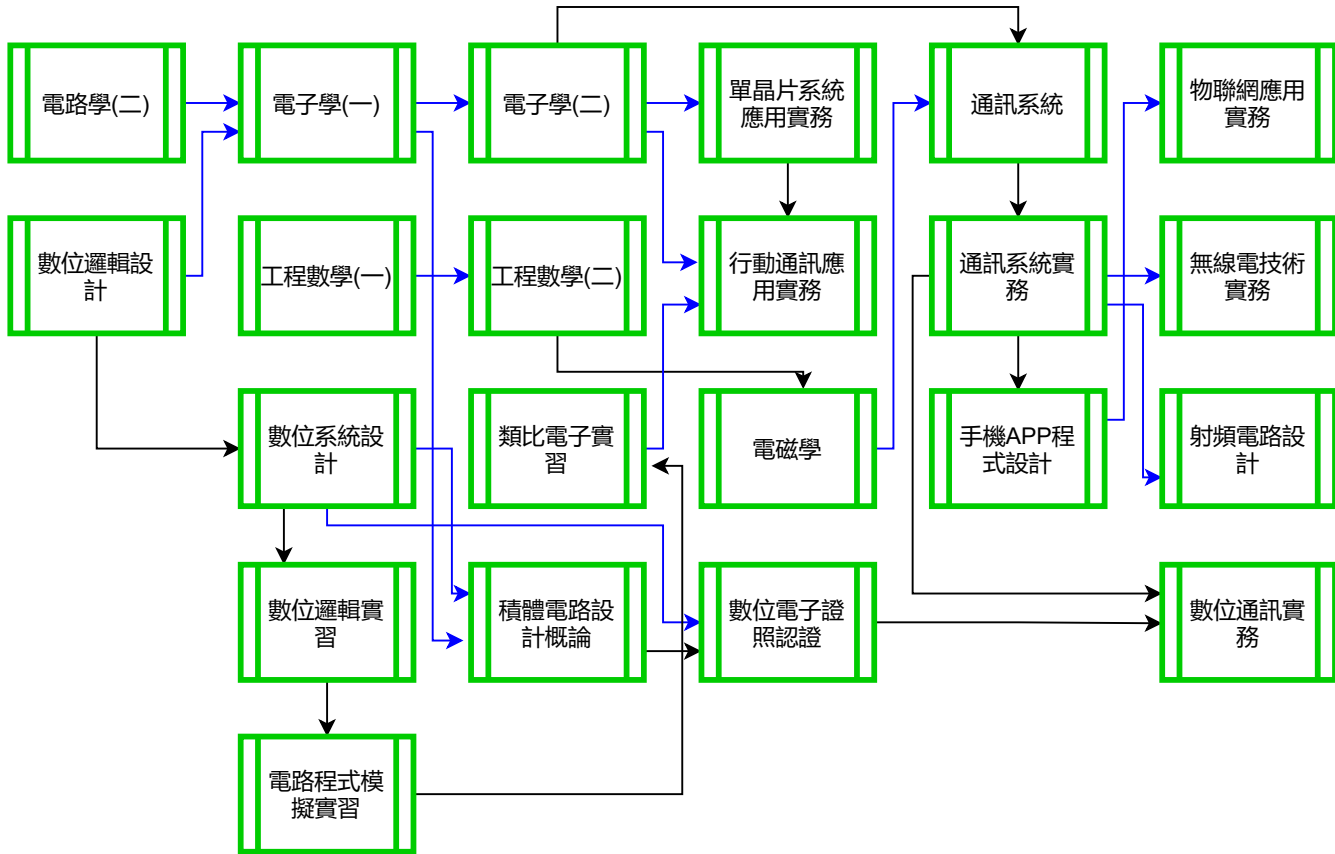 電路學(二)
電子學(一)
電子學(二)
單晶片系統
應用實務
通訊系統
物聯網應用
實務
數位邏輯設
計
工程數學(一)
工程數學(二)
行動通訊應
用實務
通訊系統實
務
無線電技術
實務
數位系統設
計
類比電子實
習
電磁學
手機APP程
式設計
射頻電路設
計
數位邏輯實
習
積體電路設
計概論
數位電子證
照認證
數位通訊實
務
電路程式模
擬實習